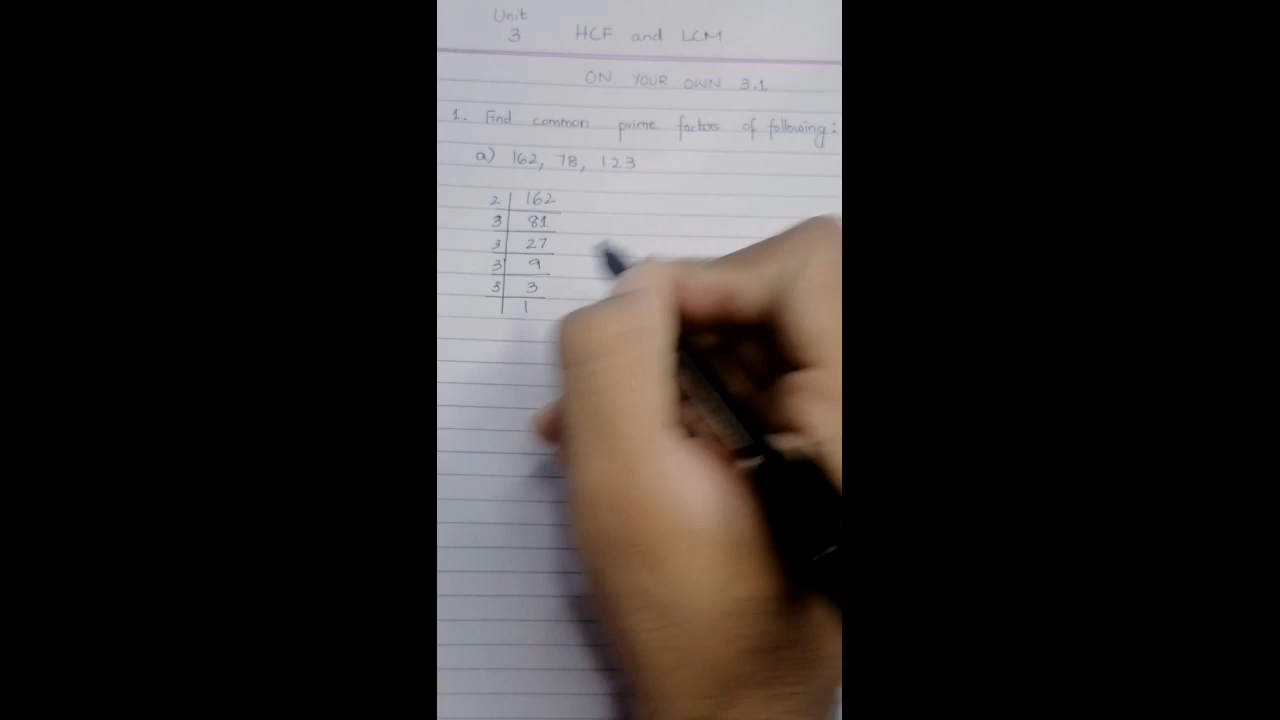 Unit
3 HCF and LCM
ON YOUR OWN 3.1
1. Find common prime factors of following:
a) 162, 78, 123
2 162
3 81
3 27
3 9
3 3
1